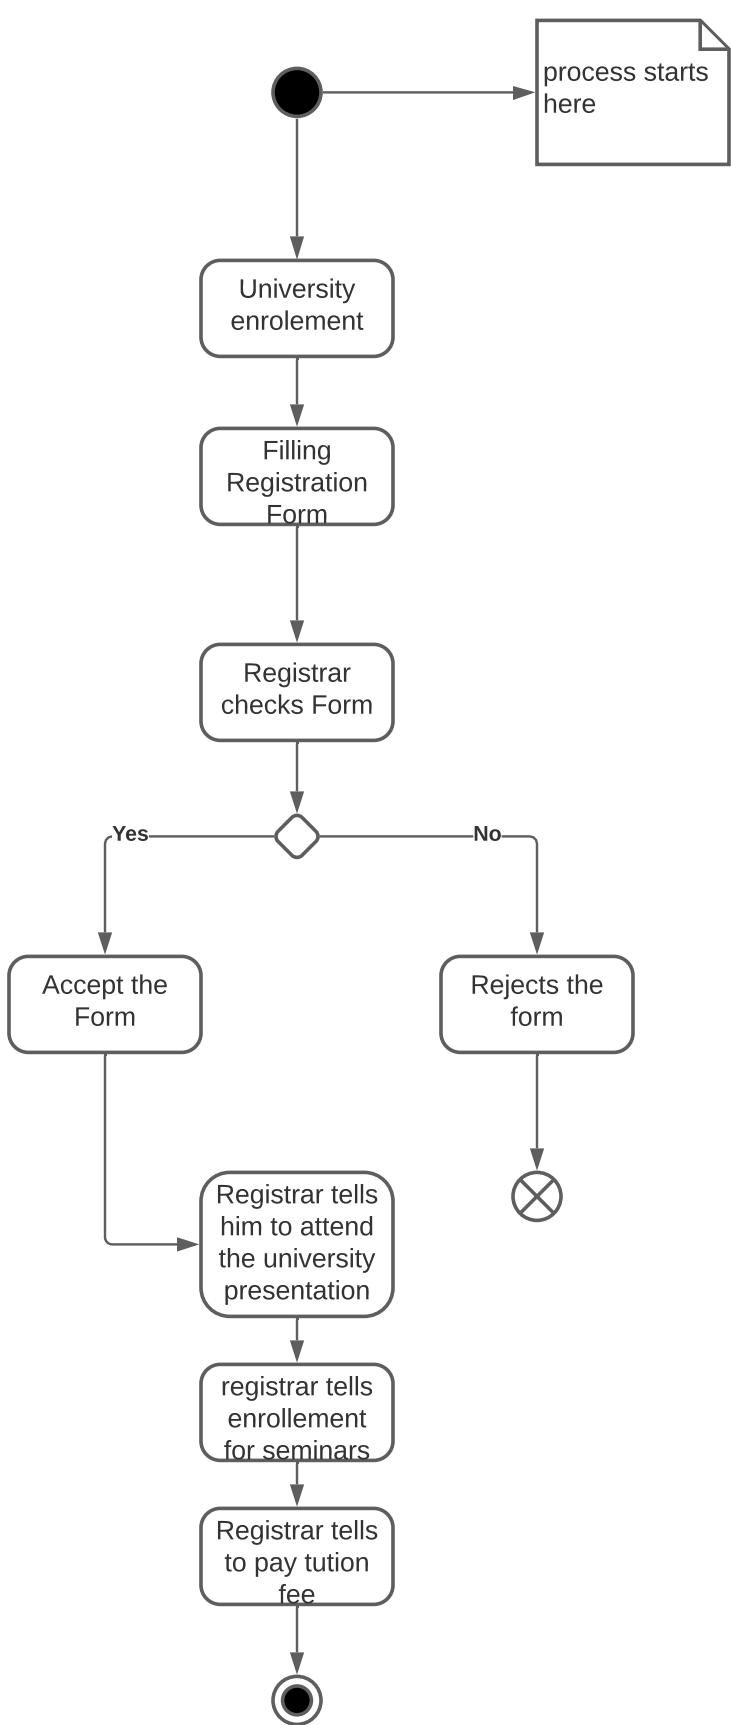 process starts
here
University
enrolement
Filling
Registration
Form
Registrar
checks Form
Yes
No
Accept the
Form
Rejects the
form
Registrar tells
him to attend
the university
presentation
registrar tells
enrollement
for seminars
Registrar tells
to pay tution
fee